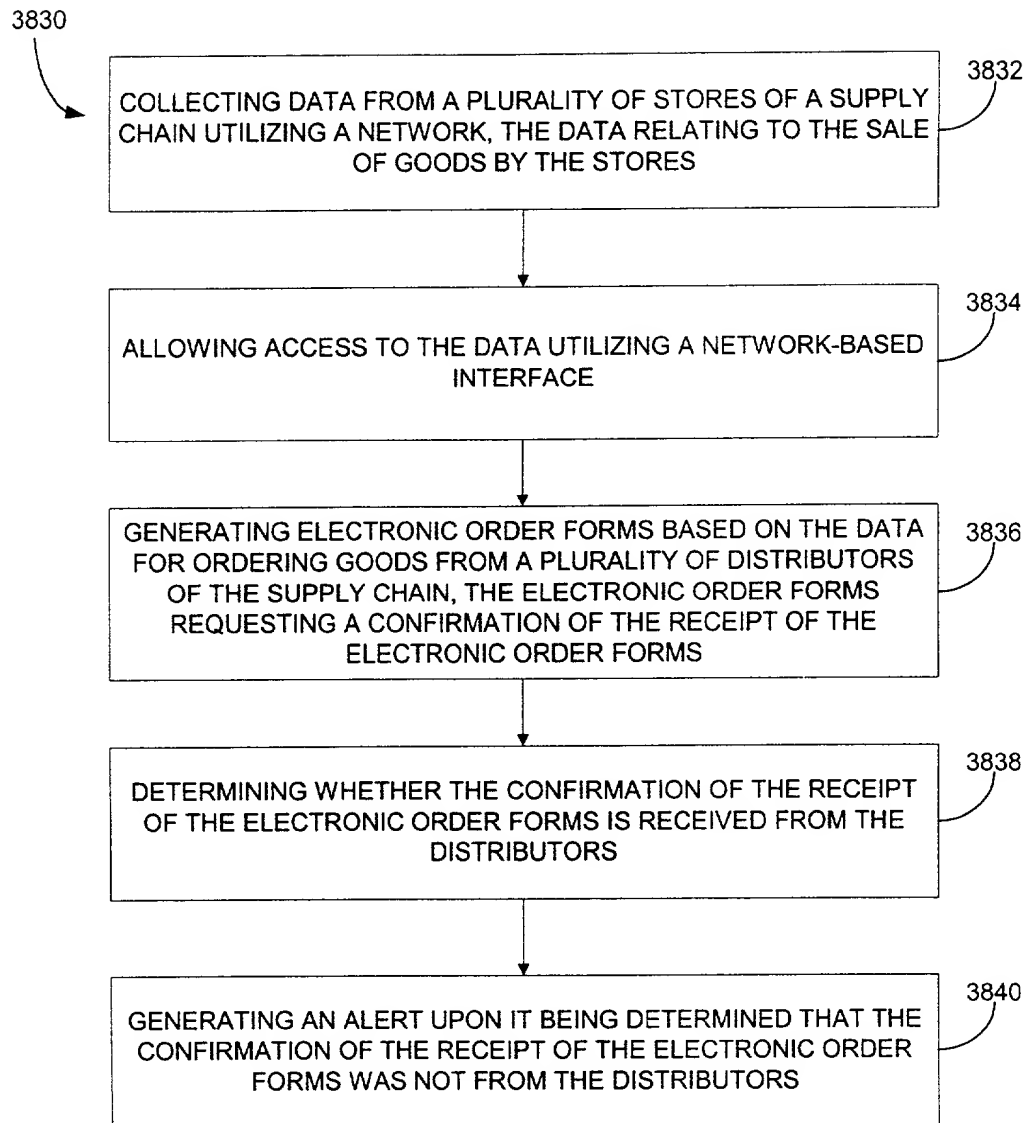 3830
3832
COLLECTING DATA FROM A PLURALITY OF STORES OF A SUPPLY
CHAIN UTILIZING A NETWORK, THE DATA RELATING TO THE SALE
OF GOODS BY THE STORES
3834
ALLOWING ACCESS TO THE DATA UTILIZING A NETWORK-BASED
INTERFACE
3836
GENERATING ELECTRONIC ORDER FORMS BASED ON THE DATA
FOR ORDERING GOODS FROM A PLURALITY OF DISTRIBUTORS
OF THE SUPPLY CHAIN, THE ELECTRONIC ORDER FORMS
REQUESTING A CONFIRMATION OF THE RECEIPT OF THE
ELECTRONIC ORDER FORMS
3838
DETERMINING WHETHER THE CONFIRMATION OF THE RECEIPT
OF THE ELECTRONIC ORDER FORMS IS RECEIVED FROM THE
DISTRIBUTORS
3840
GENERATING AN ALERT UPON IT BEING DETERMINED THAT THE
CONFIRMATION OF THE RECEIPT OF THE ELECTRONIC ORDER
FORMS WAS NOT FROM THE DISTRIBUTORS